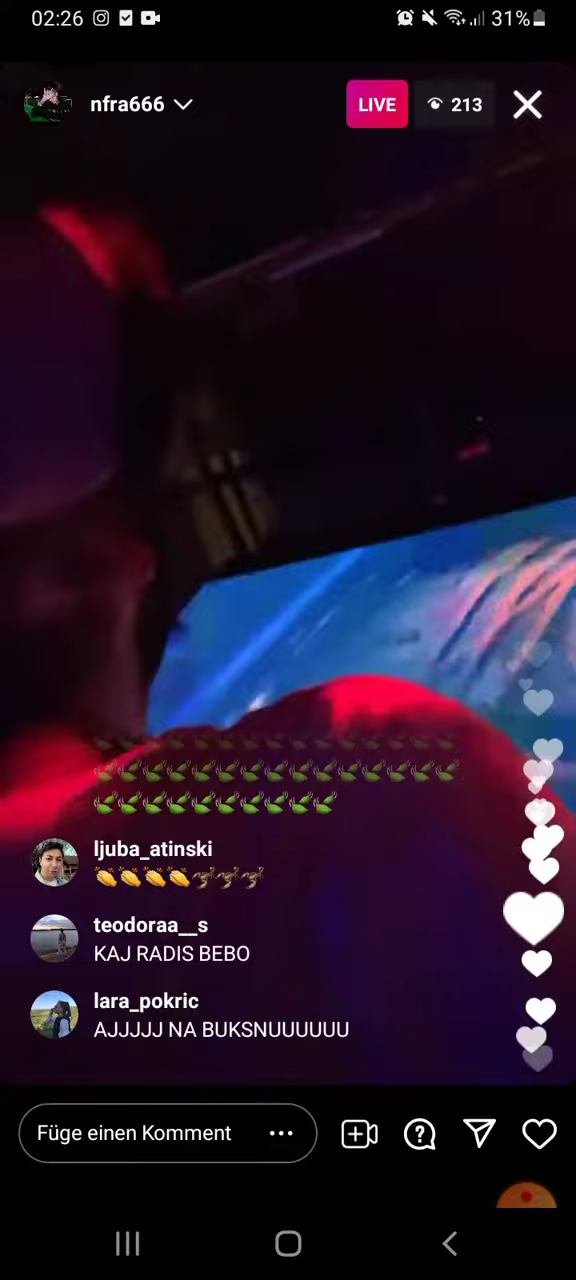 02:26 31%
nfra666 LIVE 213
ljuba_atinski
teodoraa__s
KAJ RADIS BEBO
lara_pokric
AJJJJJ NA BUKSNUUUUUU
Füge einen Komment